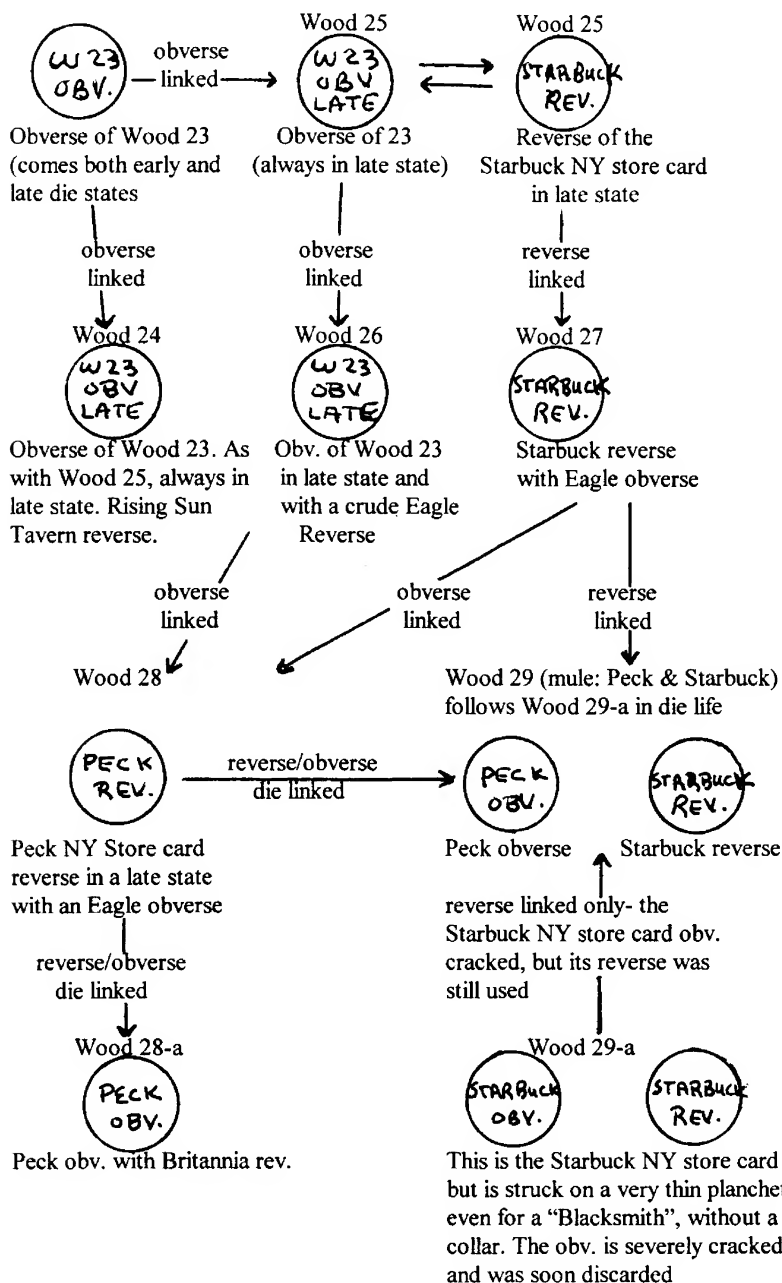 Wood 25
Wood 25
W23
OBV.
obverse
linked
W23
OBV
LATE
STARBUCK
REV.
Obverse of Wood 23
(comes both early and
late die states
Obverse of 23
(always in late state)
Reverse of the
Starbuck NY store card
in late state
obverse
linked
obverse
linked
reverse
linked
Wood 24
Wood 26
Wood 27
W23
OBV
LATE
W23
OBV
LATE
STARBUCK
REV.
Obverse of Wood 23. As
with Wood 25, always in
late state. Rising Sun
Tavern reverse.
Obv. of Wood 23
in late state and
with a crude Eagle
Reverse
Starbuck reverse
with Eagle obverse
obverse
linked
obverse
linked
reverse
linked
Wood 28
Wood 29 (mule: Peck & Starbuck)
follows Wood 29-a in die life
PECK
REV.
reverse/obverse
die linked
PECK
OBV.
STARBUCK
REV.
Peck NY Store card
reverse in a late state
with an Eagle obverse
Peck obverse
Starbuck reverse
reverse linked only- the
Starbuck NY store card obv.
cracked, but its reverse was
still used
reverse/obverse
die linked
Wood 28-a
Wood 29-a
PECK
OBV.
STARBUCK
OBV.
STARBUCK
REV.
Peck obv. with Britannia rev.
This is the Starbuck NY store card
but is struck on a very thin planche
even for a “Blacksmith”, without a
collar. The obv. is severely cracked
and was soon discarded